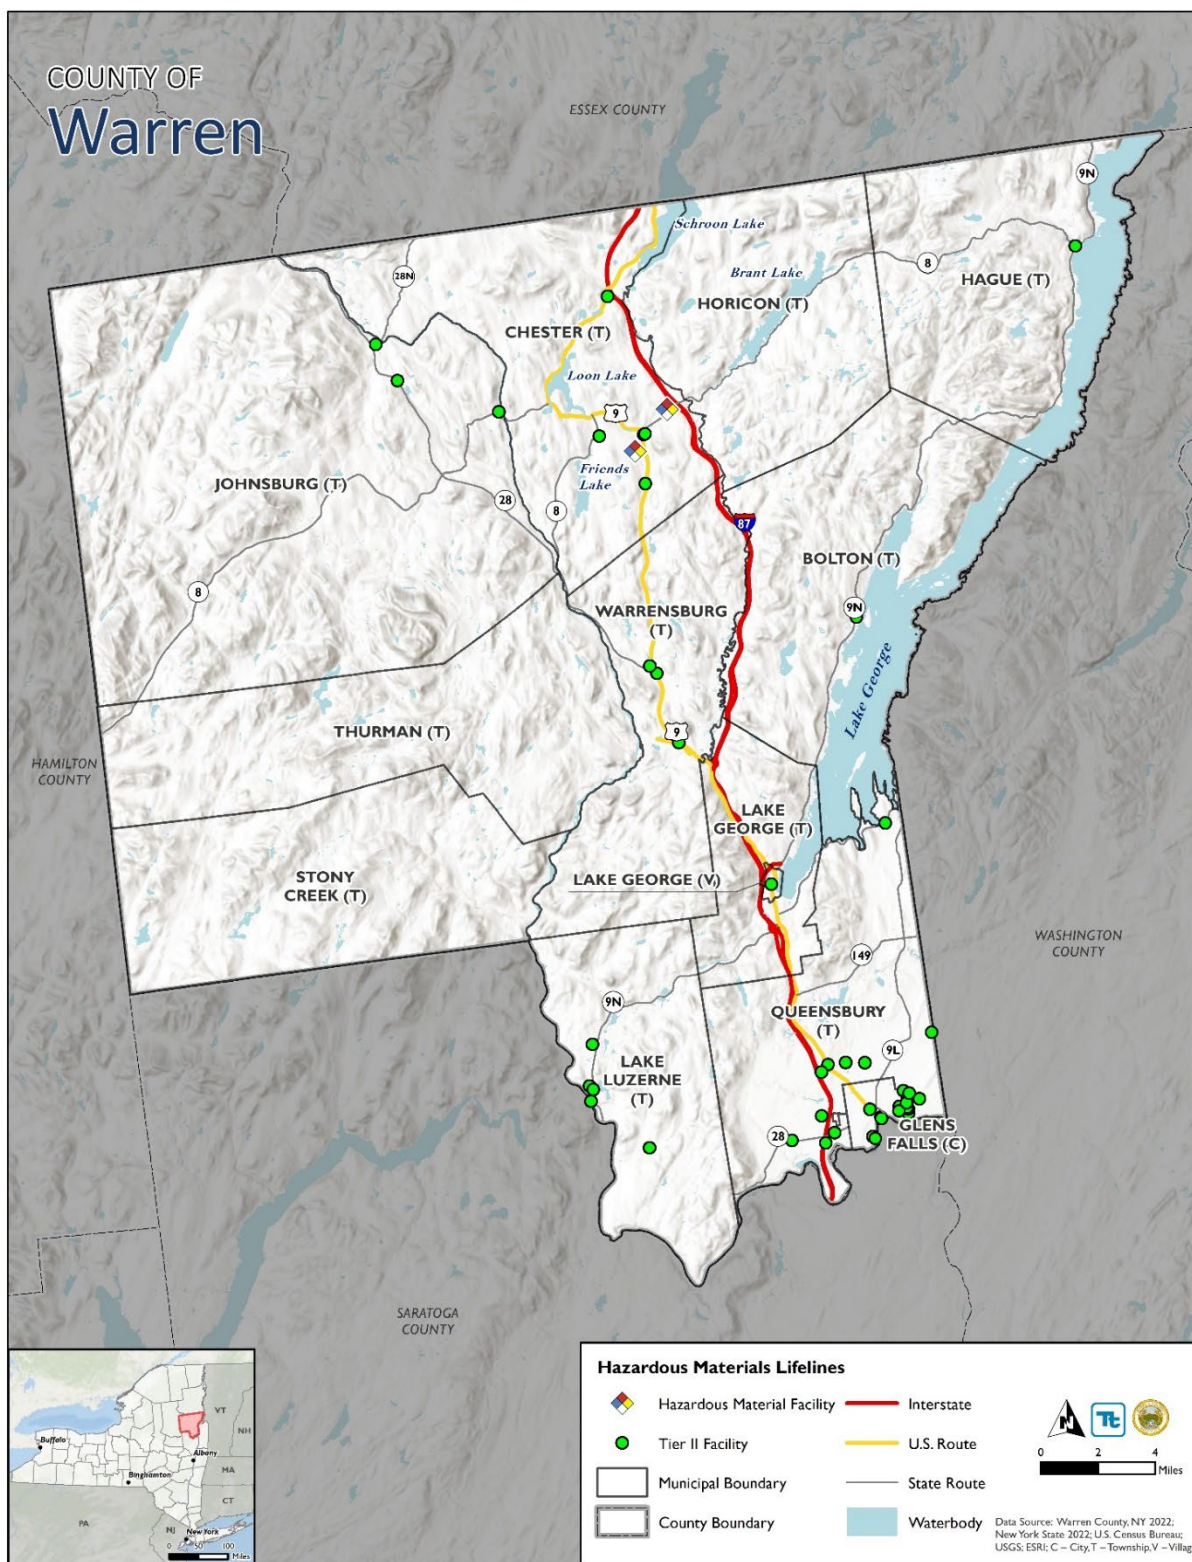 COUNTY OF
Warren
ESSEX COUNTY
9N
Schroon Lake
8
28N
Brant Lake
HAGUE (T)
HORICON (T)
CHESTER (T)
Loon Lake
9
Friends
Lake
JOHNSBURG (T)
28
8
87
BOLTON (T)
8
9N
WARRENSBURG
(T)
Lake George
THURMAN (T)
9
HAMILTON
COUNTY
LAKE
GEORGE (T)
STONY
CREEK (T)
LAKE GEORGE (V)
WASHINGTON
COUNTY
149
9N
QUEENSBURY
(T)
9L
LAKE
LUZERNE
(T)
GLENS
FALLS (C)
28
SARATOGA
COUNTY
Hazardous Materials Lifelines
Hazardous Material Facility
Interstate
Tier II Facility
U.S. Route
Municipal Boundary
State Route
County Boundary
Waterbody
N
Tt
0 2 4
Miles
Data Source: Warren County, NY 2022;
New York State 2022; U.S. Census Bureau;
USGS; ESRI; C – City, T – Township, V – Villag
VT
NH
Buffalo
Albany
MA
Binghamton
CT
PA
NJ
New York
0 50 100
Miles